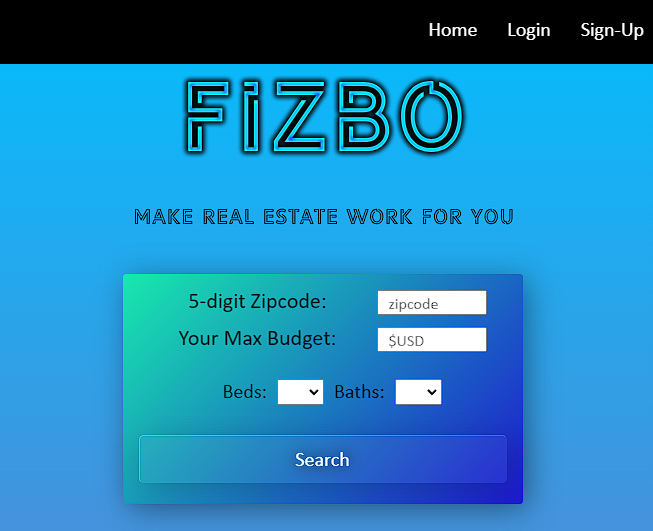 Home Login Sign-Up
FiZBO
MAKE REAL ESTATE WORK FOR YOU
5-digit Zipcode: zipcode
Your Max Budget: $USD
Beds: Baths:
Search